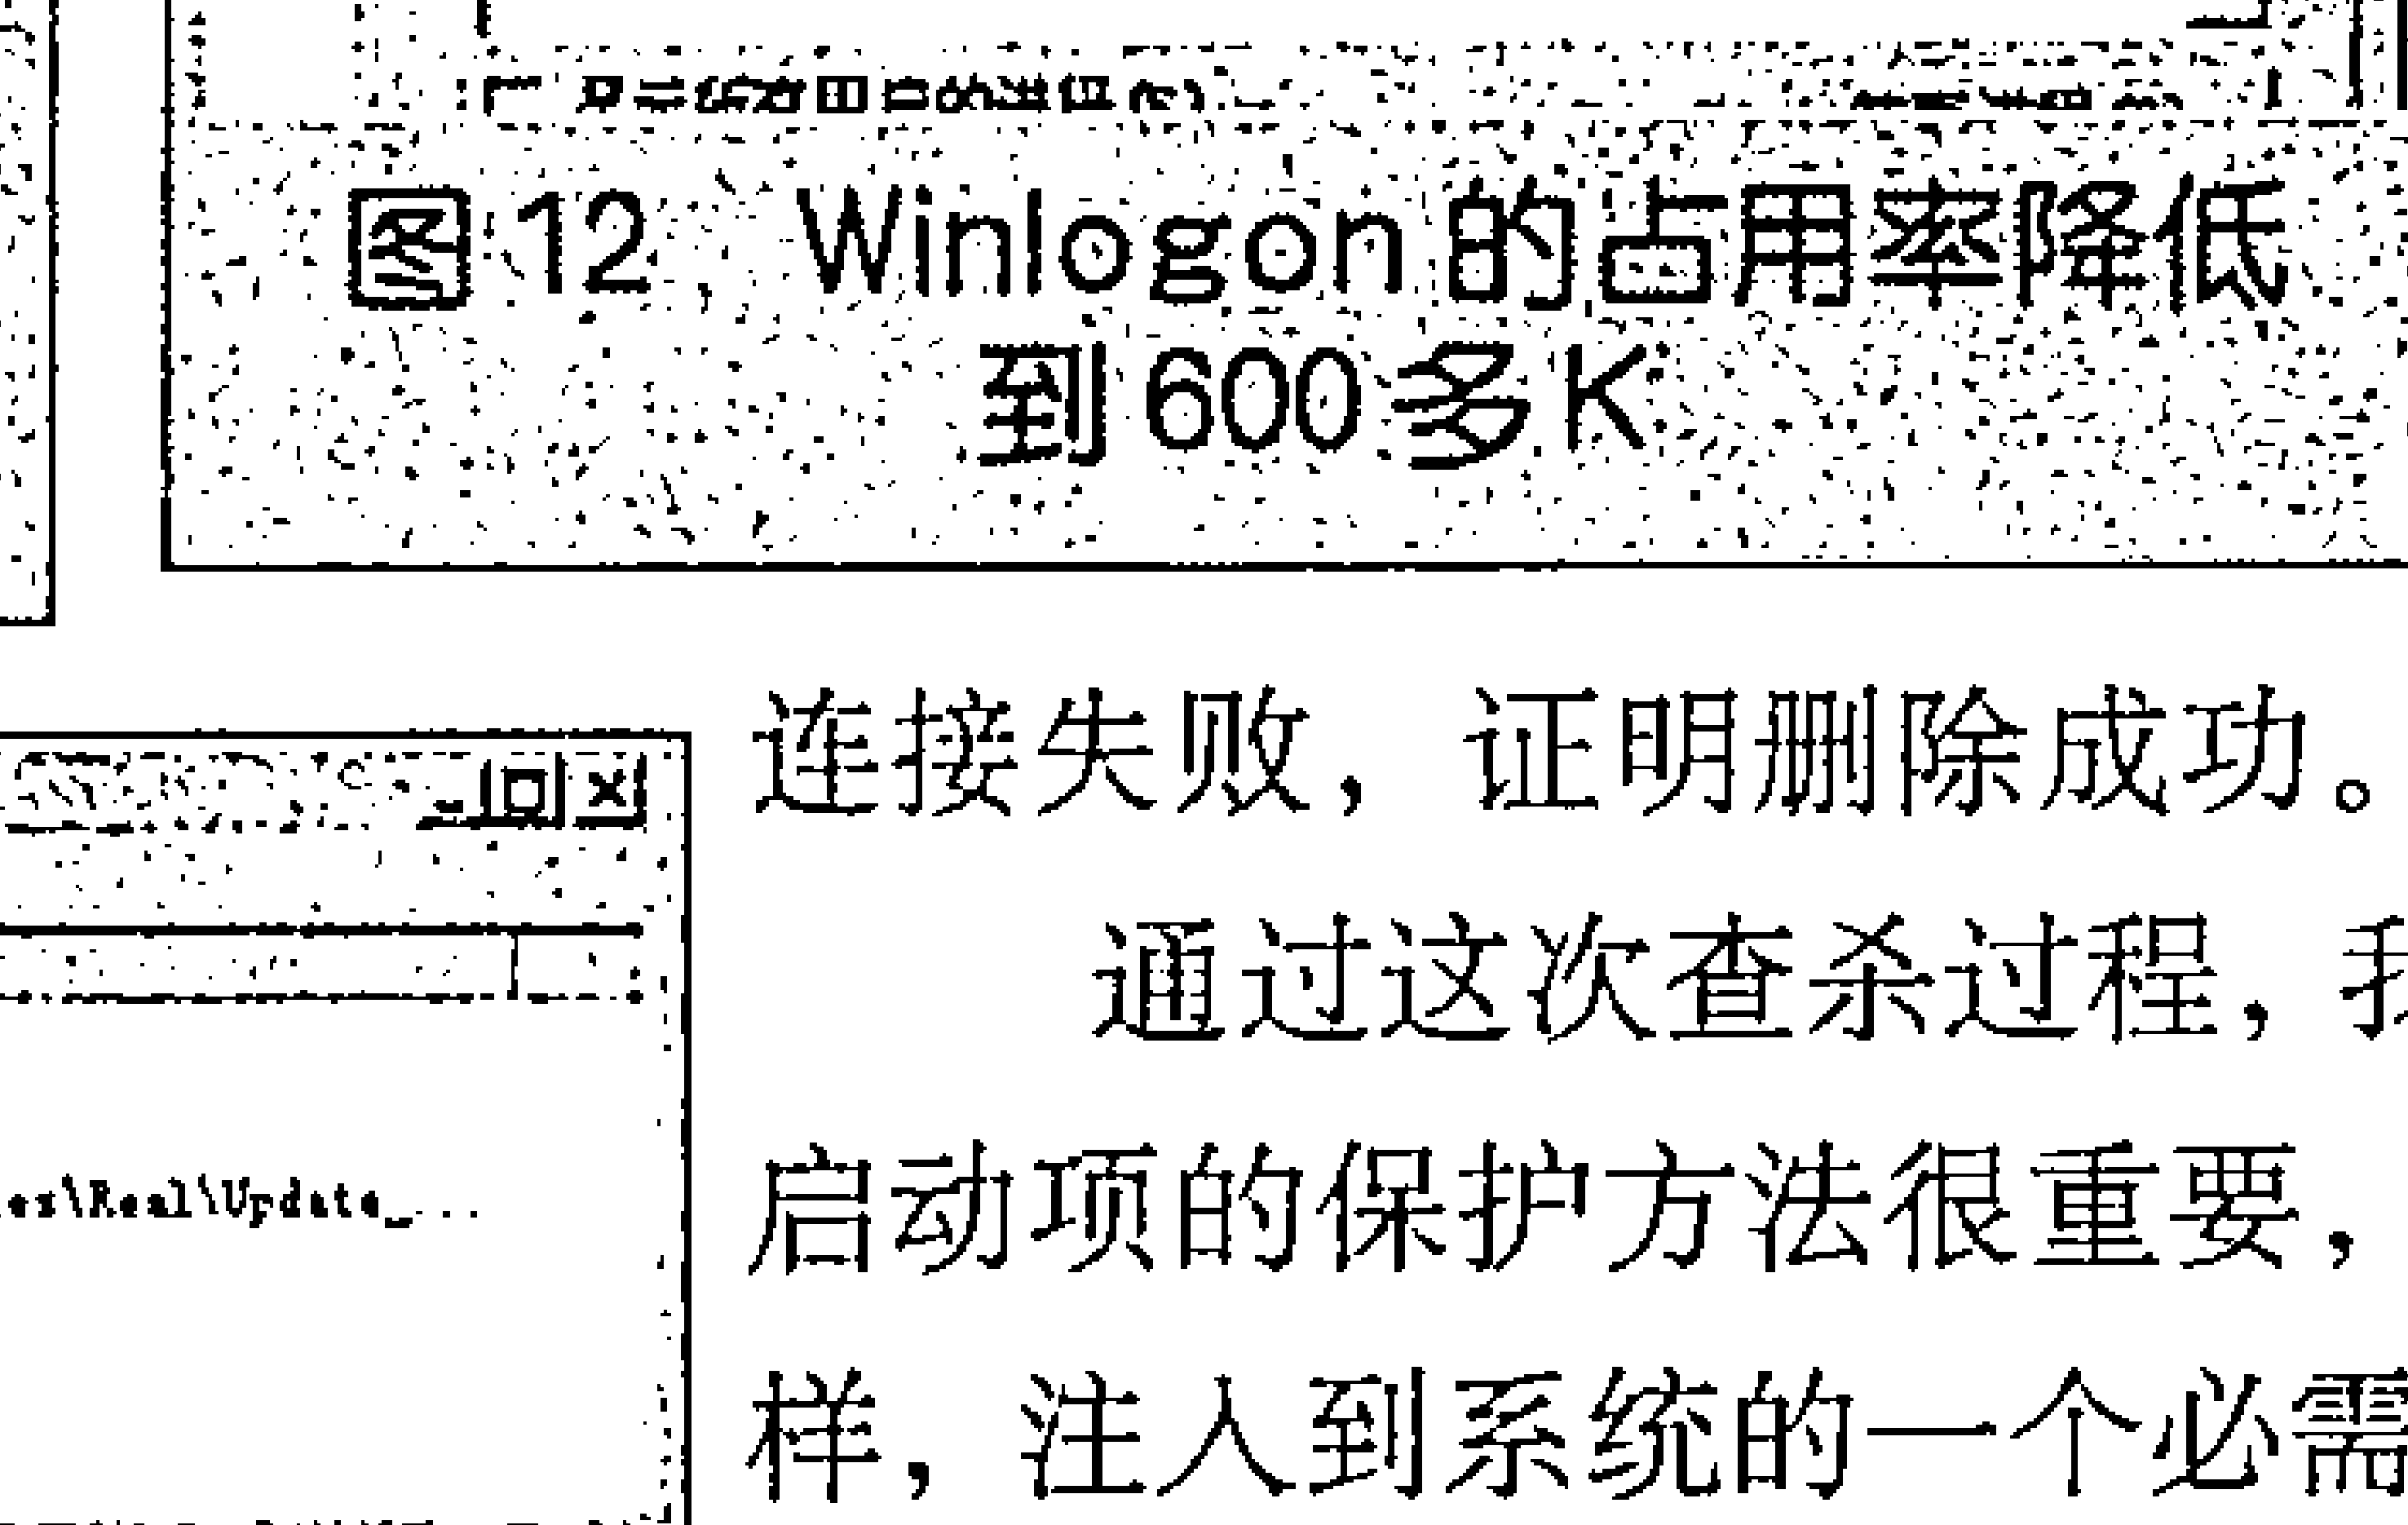 图12，Winlogon的占用率降低
到600多K
连接失败，证明删除成功。
通过这次查杀过程，我
启动项的保护方法很重要，
es\Real\Update_...
样，注入到系统的一个必需